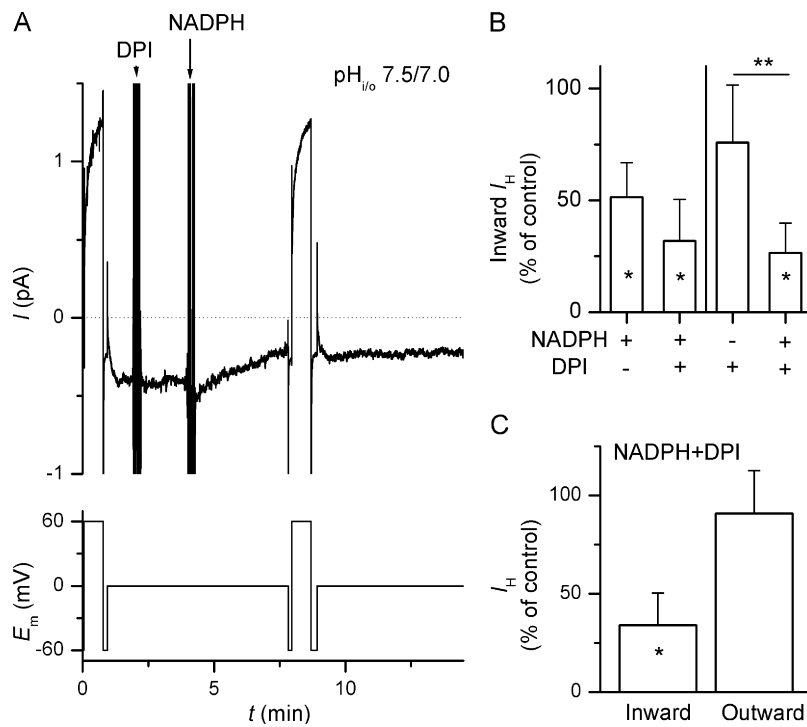 A
DPI
NADPH
pHi/o 7.5/7.0
1
0
-1
I (pA)
60
0
-60
Em (mV)
0
5
10
t (min)
B
**
100
50
0
Inward IH
(% of control)
*
*
*
NADPH + + - +
DPI - + + +
C
NADPH+DPI
100
50
0
IH
(% of control)
*
Inward
Outward